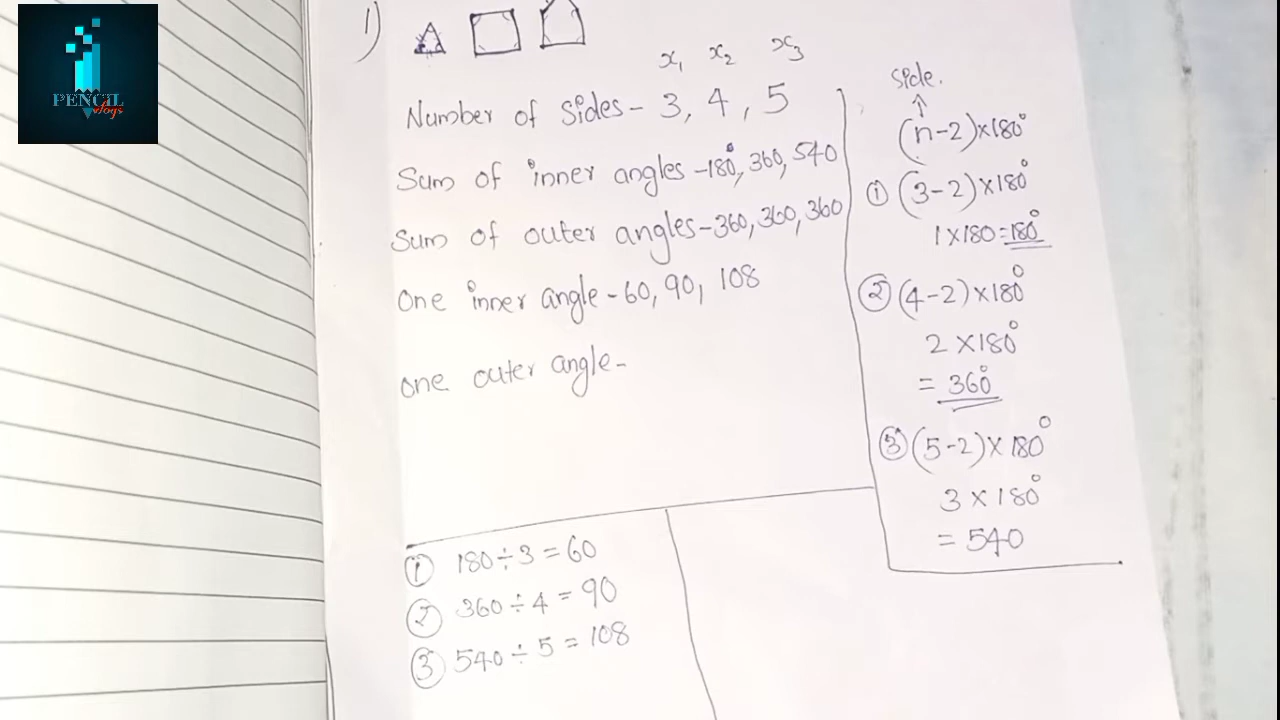 PENCIL
vlogs
1)
x₁ x₂ x₃
Number of sides - 3, 4, 5
Sum of inner angles - 180°, 360, 540
Sum of outer angles - 360, 360, 360
One inner angle - 60, 90, 108
one outer angle -
side.
↑
(n-2)×180°
① (3-2)×180°
1×180=180°
② (4-2)×180°
2×180°
= 360°
③ (5-2)×180°
3×180°
= 540
① 180÷3=60
② 360÷4=90
③ 540÷5=108